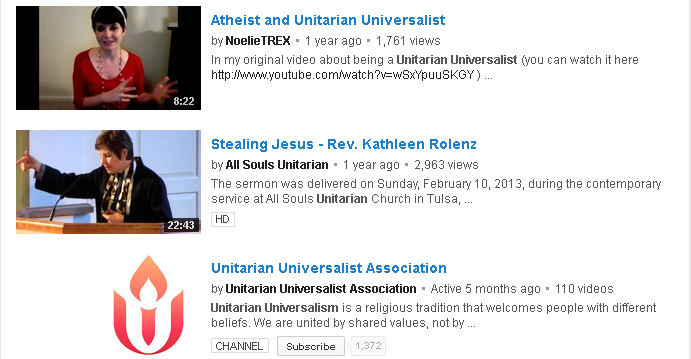 Atheist and Unitarian Universalist
by NoelieTREX • 1 year ago • 1,761 views
In my original video about being a Unitarian Universalist (you can watch it here
http://www.youtube.com/watch?v=wSxYpuuSKGY ) ...
8:22
Stealing Jesus - Rev. Kathleen Rolenz
by All Souls Unitarian • 1 year ago • 2,963 views
The sermon was delivered on Sunday, February 10, 2013, during the contemporary
service at All Souls Unitarian Church in Tulsa, ...
HD
22:43
Unitarian Universalist Association
by Unitarian Universalist Association • Active 5 months ago • 110 videos
Unitarian Universalism is a religious tradition that welcomes people with different
beliefs. We are united by shared values, not by ...
CHANNEL Subscribe 1,372